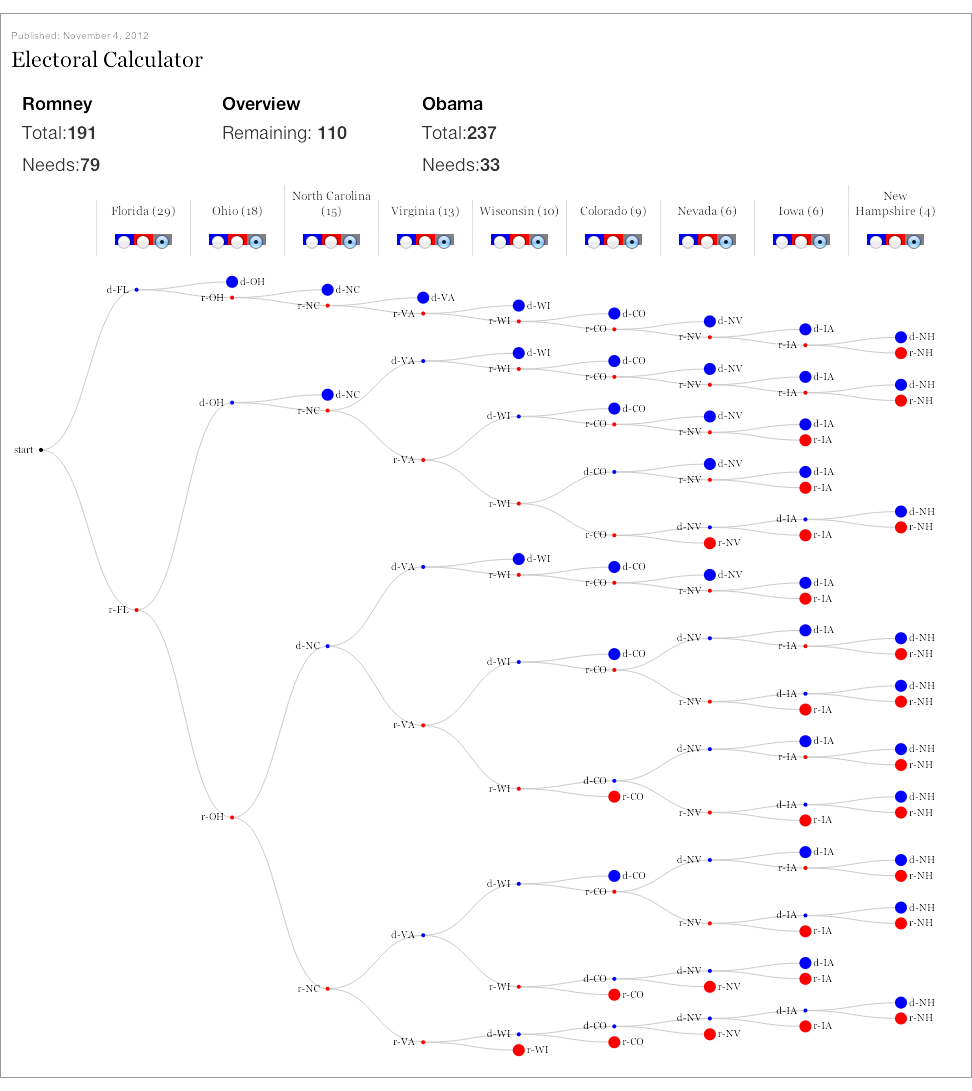 Published: November 4, 2012
Electoral Calculator
Romney Overview Obama
Total:191 Remaining: 110 Total:237
Needs:79 Needs:33
North Carolina New
Florida (29) Ohio (18) (15) Virginia (13) Wisconsin (10) Colorado (9) Nevada (6) Iowa (6) Hampshire (4)
d-OH
d-FL d-NC
r-OH d-VA
r-NC d-WI
r-VA d-CO
r-WI d-NV
r-CO d-IA
r-NV d-NH
r-IA
d-WI r-NH
d-VA d-CO
r-WI d-NV
r-CO d-IA
r-NV d-NH
d-NC r-IA
d-OH r-NH
r-NC d-CO
d-WI d-NV
r-CO d-IA
r-NV
r-IA
start
r-VA d-NV
d-CO d-IA
r-NV
r-IA
r-WI
d-NH
d-IA
d-NV r-NH
r-CO r-IA
r-NV
d-WI
d-VA d-CO
r-WI d-NV
r-CO d-IA
r-NV
r-IA
r-FL
d-IA
d-NV d-NH
d-NC r-IA
d-CO r-NH
d-WI
r-CO
d-NH
d-IA
r-NV r-NH
r-IA
r-VA
d-IA
d-NV d-NH
r-IA
r-NH
d-CO
r-WI
r-CO d-NH
d-IA
r-NV r-NH
r-OH r-IA
d-IA
d-NV d-NH
r-IA
d-CO r-NH
d-WI
r-CO
d-NH
d-IA
r-NV r-NH
r-IA
d-VA
d-IA
d-NV
d-CO r-IA
r-NC r-WI r-NV
r-CO
d-NH
d-IA
d-NV r-NH
d-CO r-IA
d-WI r-NV
r-VA r-CO
r-WI